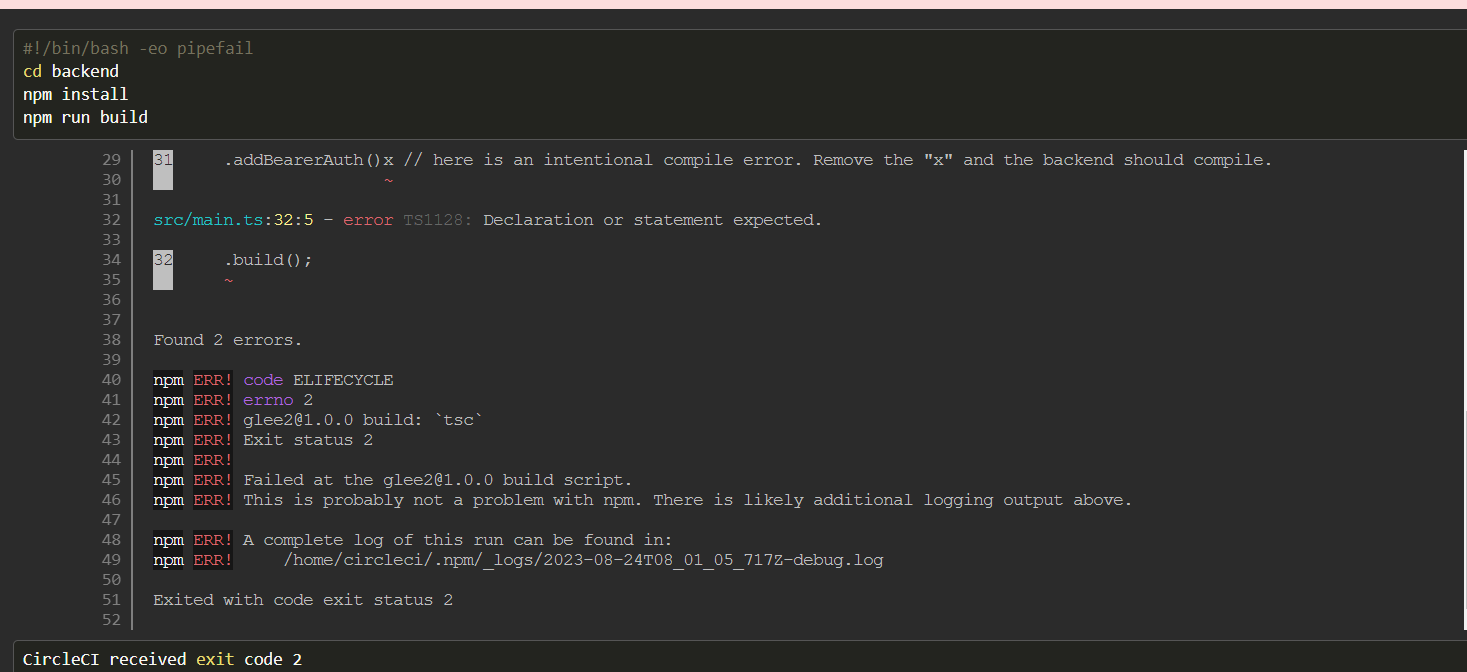 #!/bin/bash -eo pipefail
cd backend
npm install
npm run build
29 31 .addBearerAuth()x // here is an intentional compile error. Remove the "x" and the backend should compile.
30 ~
31
32 src/main.ts:32:5 - error TS1128: Declaration or statement expected.
33
34 32 .build();
35 ~
36
37
38 Found 2 errors.
39
40 npm ERR! code ELIFECYCLE
41 npm ERR! errno 2
42 npm ERR! glee2@1.0.0 build: `tsc`
43 npm ERR! Exit status 2
44 npm ERR!
45 npm ERR! Failed at the glee2@1.0.0 build script.
46 npm ERR! This is probably not a problem with npm. There is likely additional logging output above.
47
48 npm ERR! A complete log of this run can be found in:
49 npm ERR! /home/circleci/.npm/_logs/2023-08-24T08_01_05_717Z-debug.log
50
51 Exited with code exit status 2
52
CircleCI received exit code 2